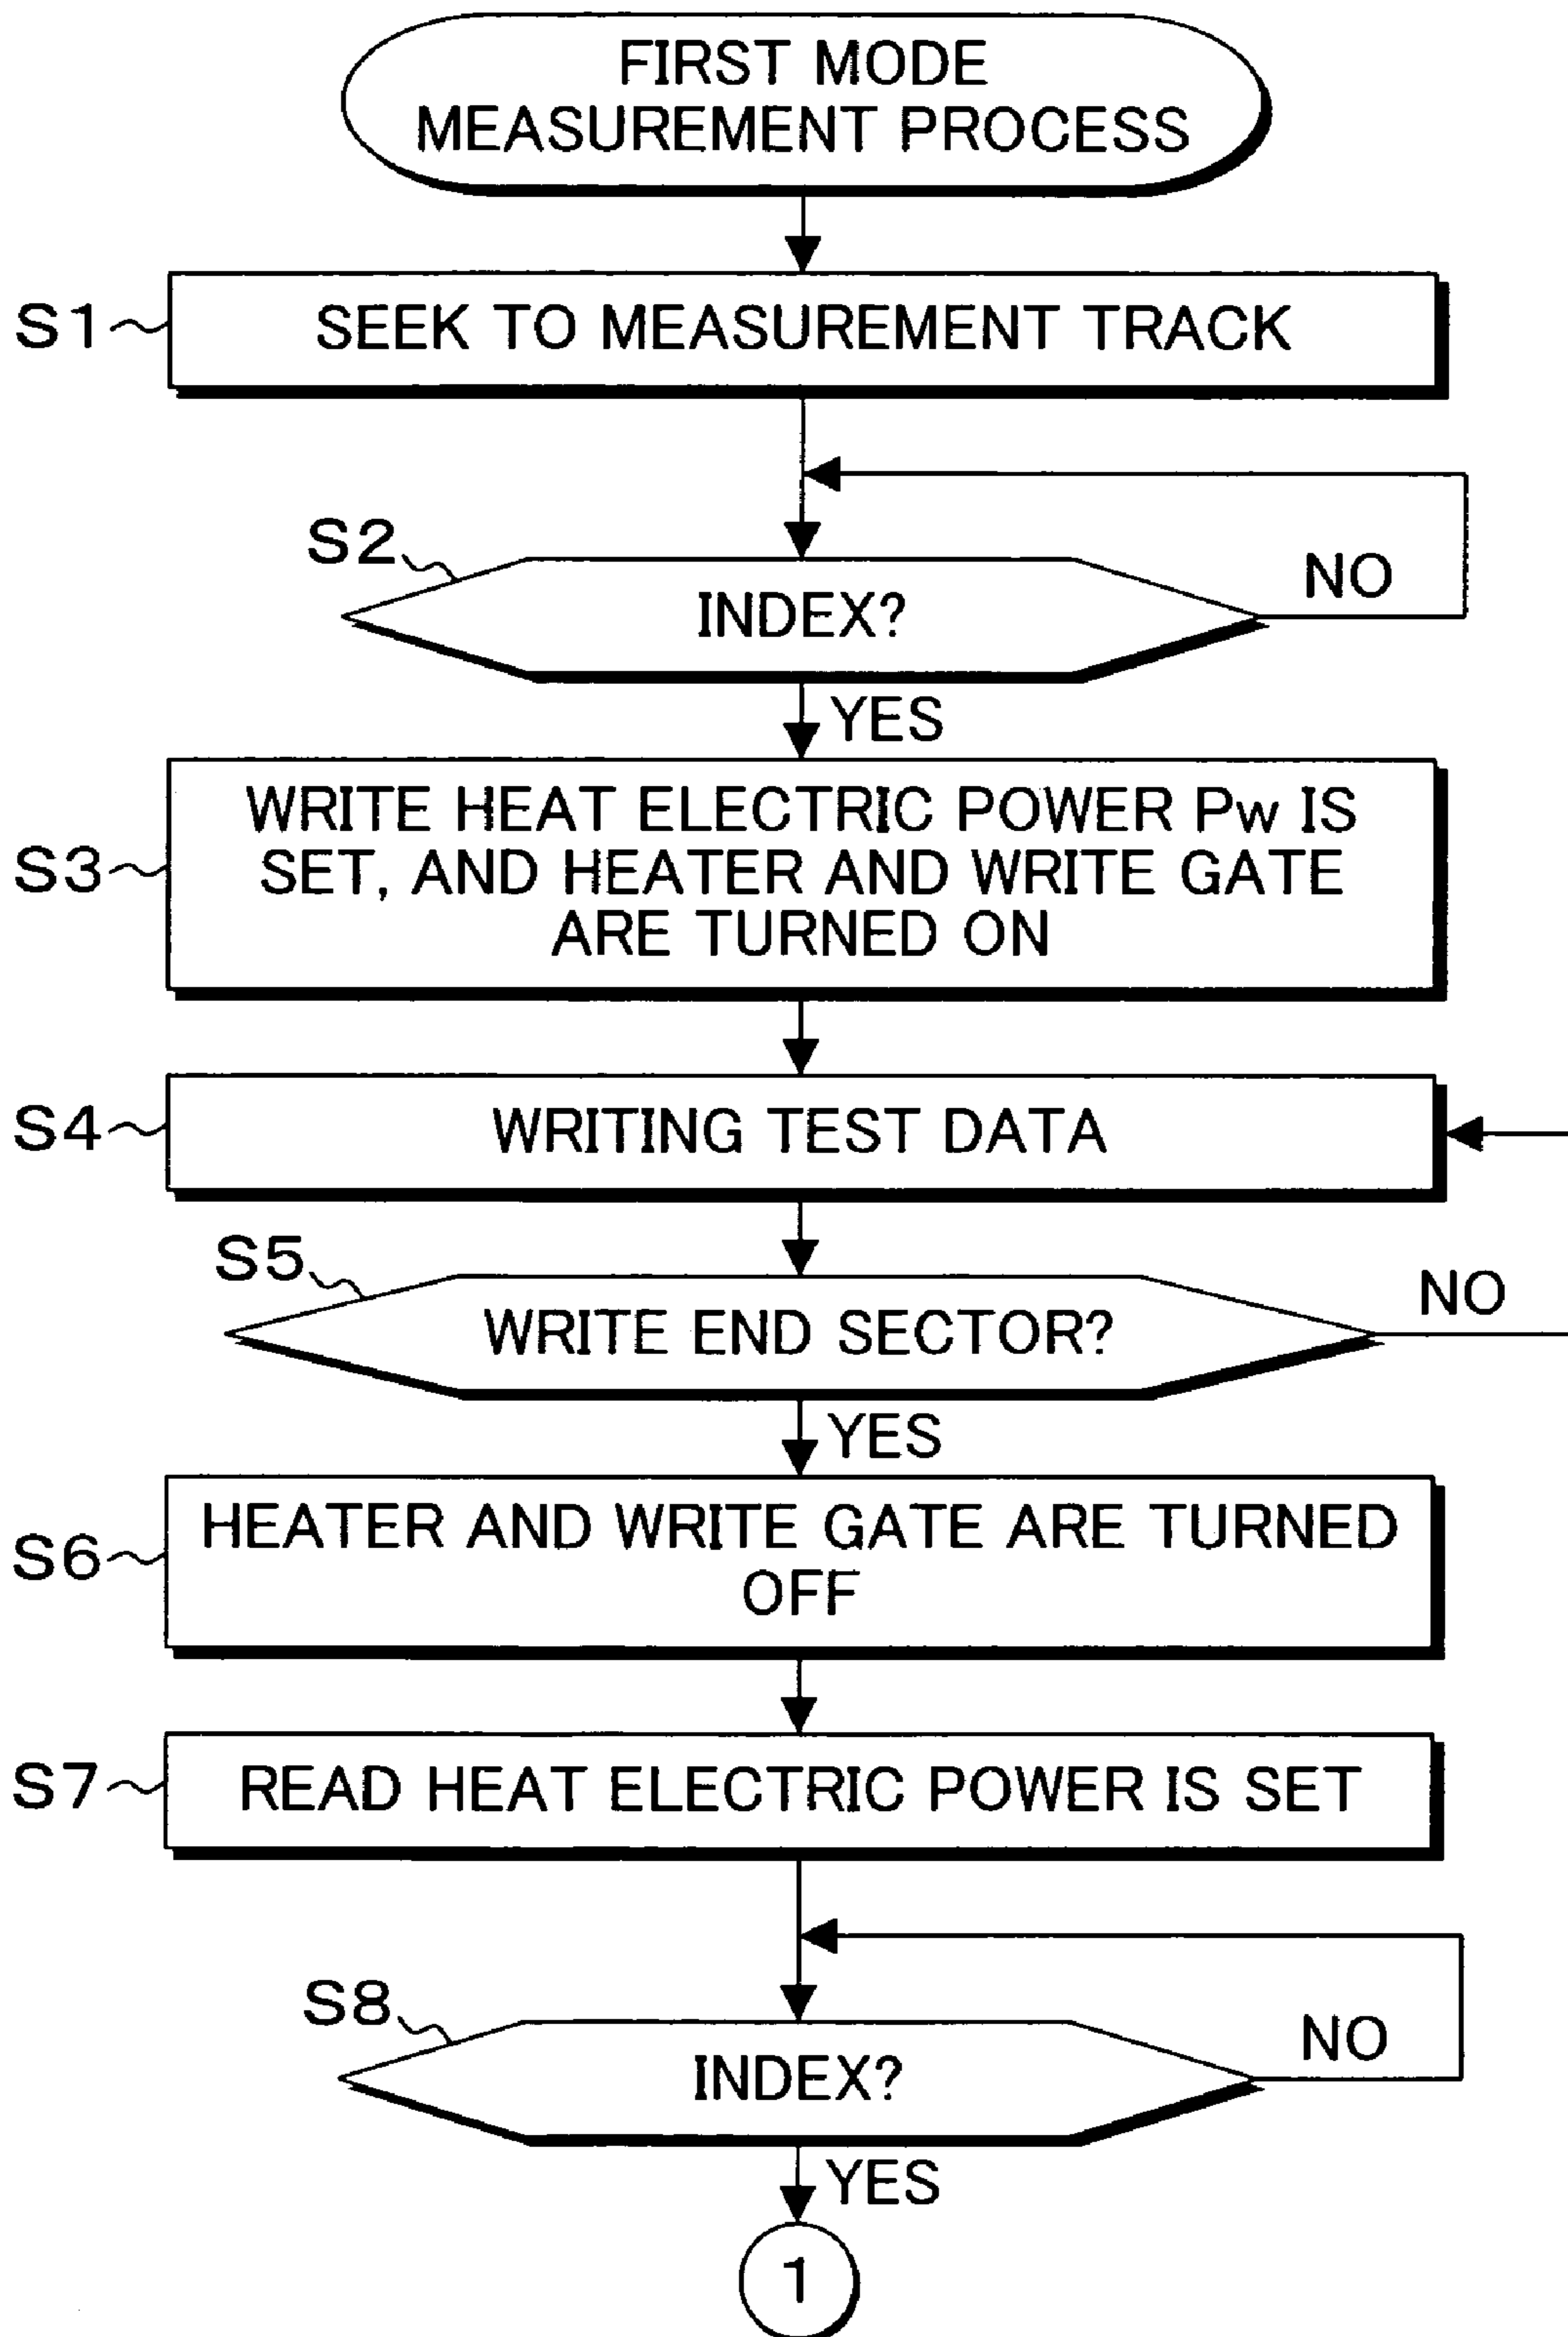 FIRST MODE
MEASUREMENT PROCESS
S1
SEEK TO MEASUREMENT TRACK
S2
INDEX?
NO
YES
S3
WRITE HEAT ELECTRIC POWER Pw IS
SET, AND HEATER AND WRITE GATE
ARE TURNED ON
S4
WRITING TEST DATA
S5
WRITE END SECTOR?
NO
YES
S6
HEATER AND WRITE GATE ARE TURNED
OFF
S7
READ HEAT ELECTRIC POWER IS SET
S8
INDEX?
NO
YES
1